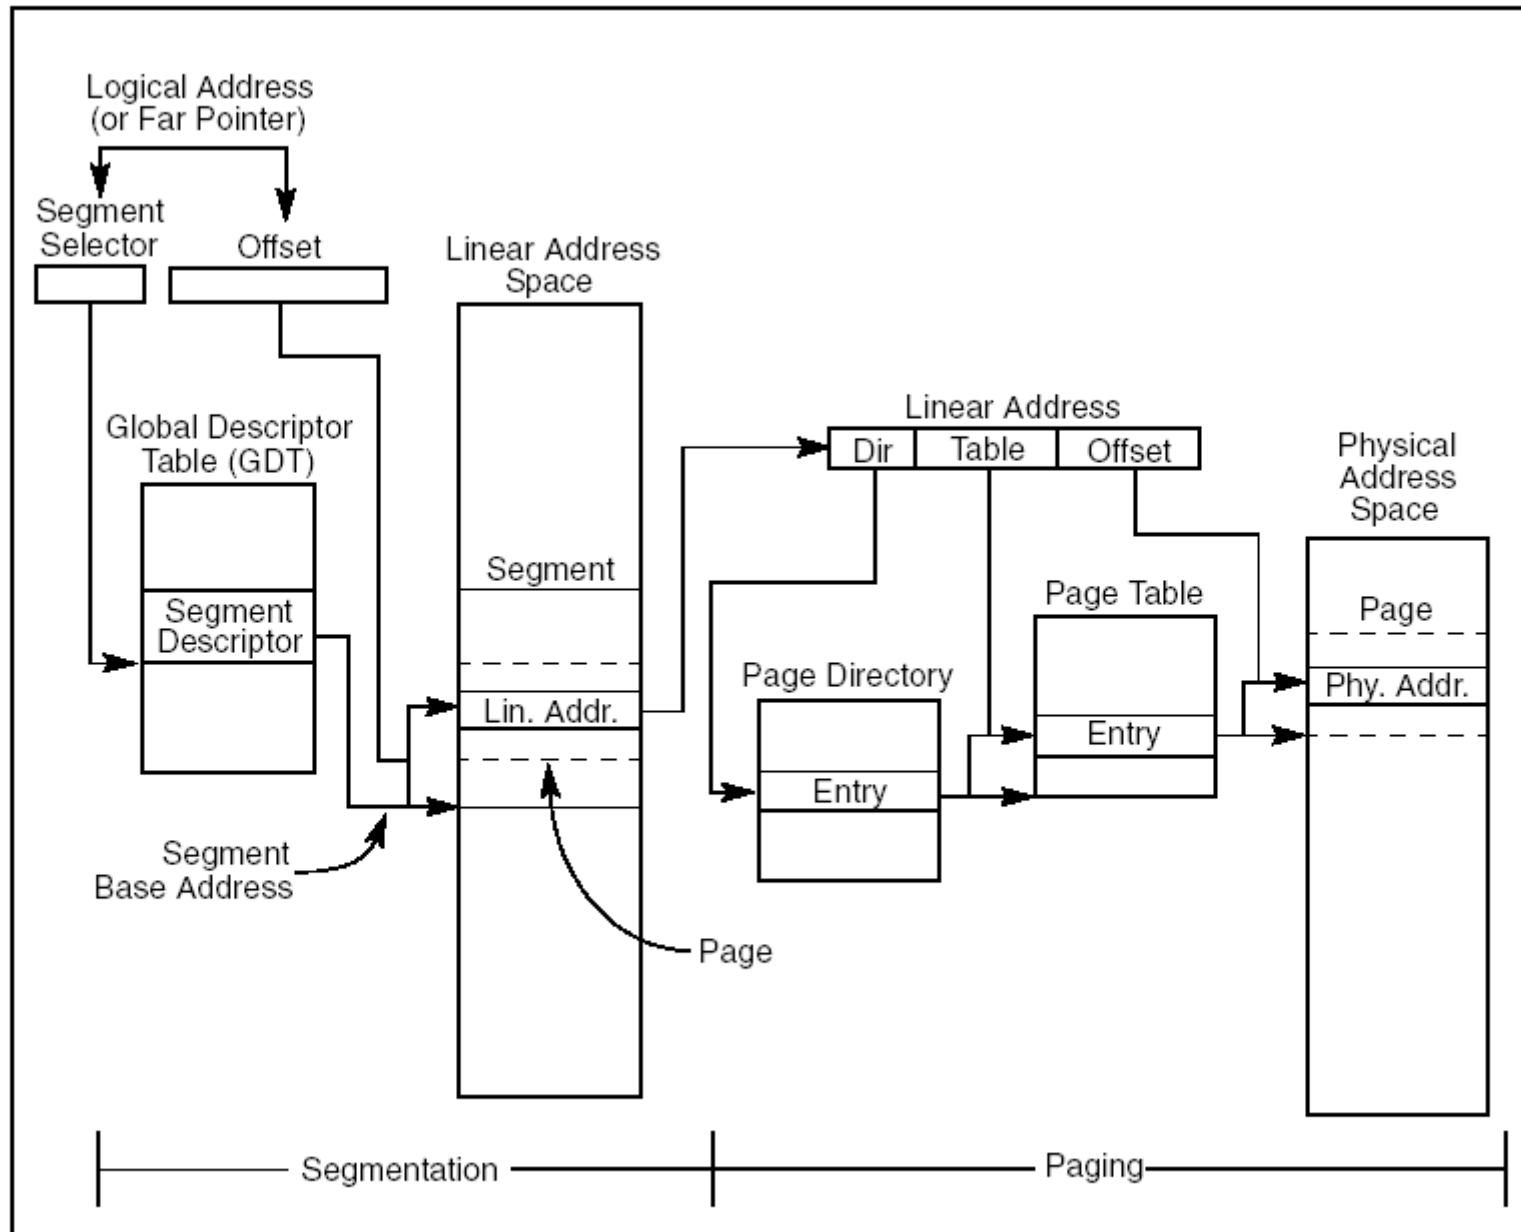 Logical Address
(or Far Pointer)
Segment
Selector
Offset
Linear Address
Space
Global Descriptor
Table (GDT)
Segment
Descriptor
Segment
Lin. Addr.
Segment
Base Address
Page
Linear Address
Dir
Table
Offset
Page Directory
Entry
Page Table
Entry
Physical
Address
Space
Page
Phy. Addr.
Segmentation
Paging